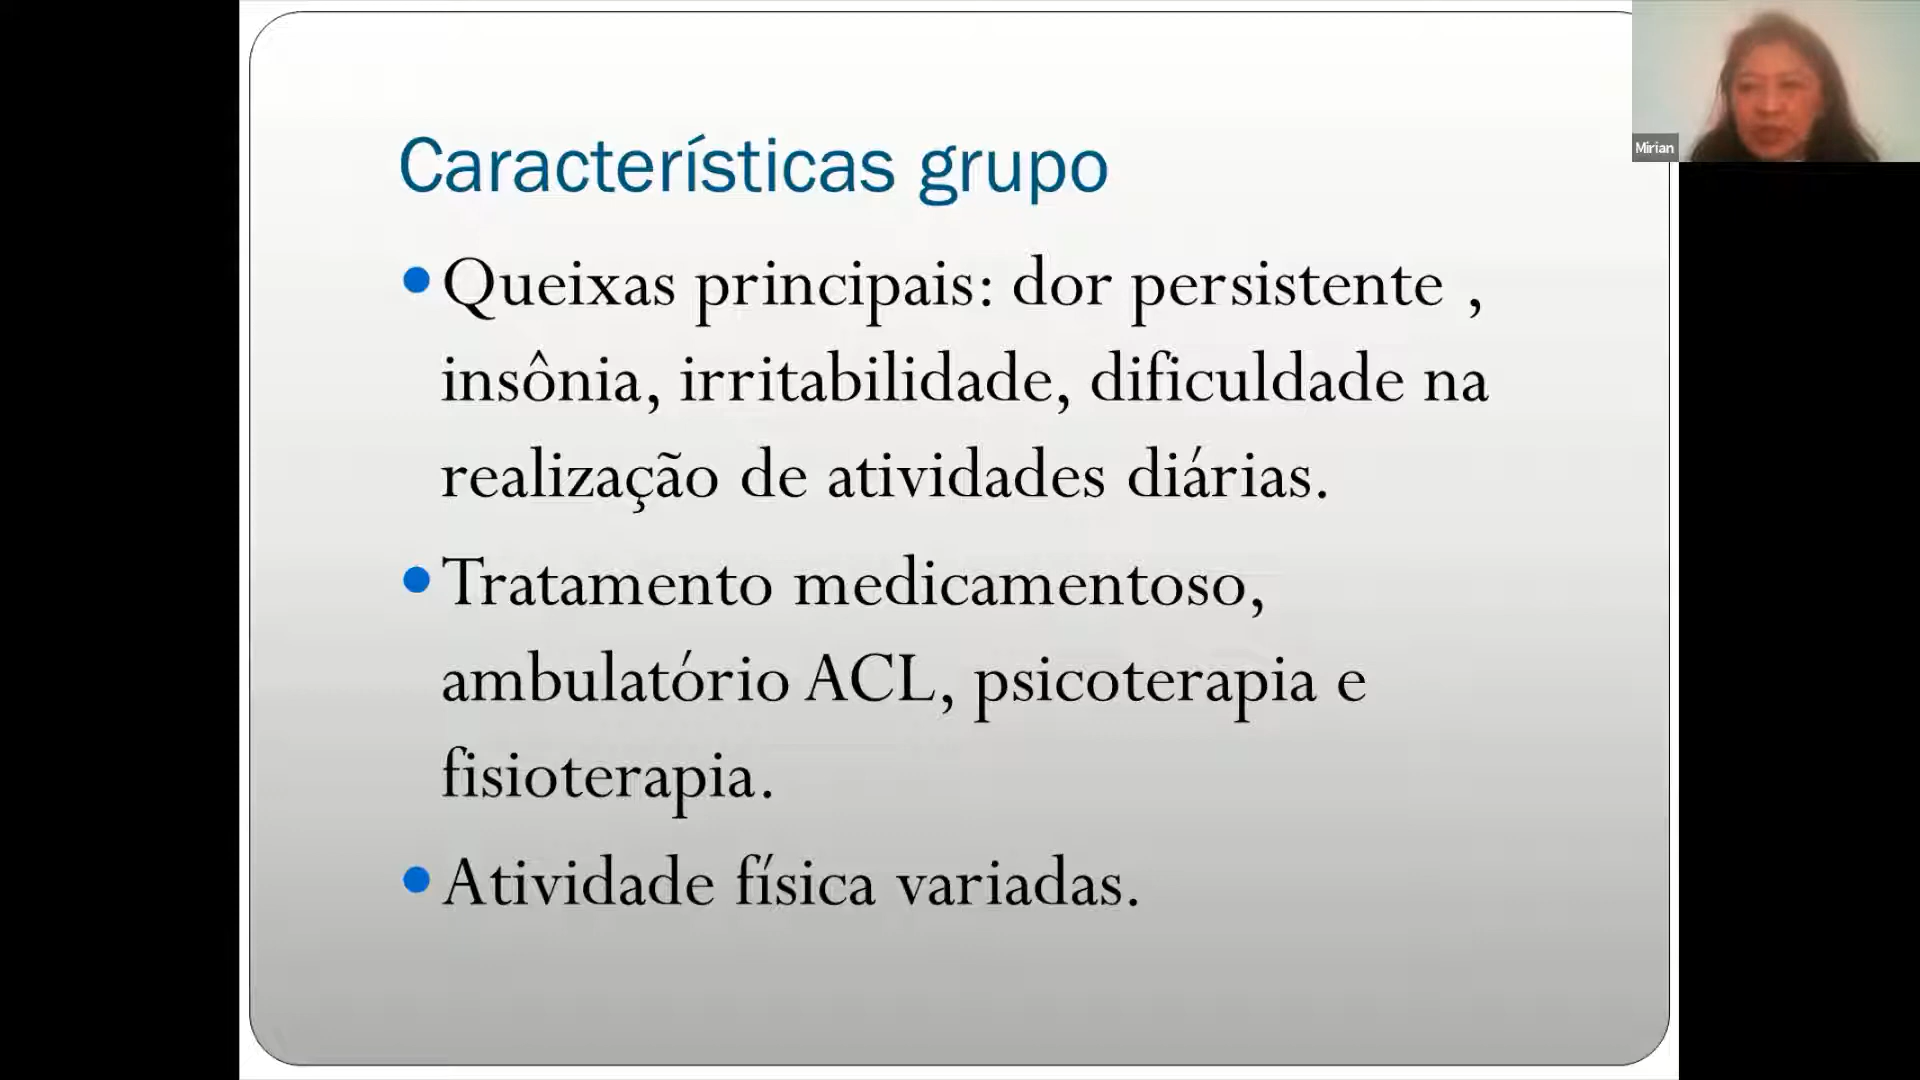 Características grupo
Queixas principais: dor persistente ,
insônia, irritabilidade, dificuldade na
realização de atividades diárias.
Tratamento medicamentoso,
ambulatório ACL, psicoterapia e
fisioterapia.
Atividade física variadas.
Mirian